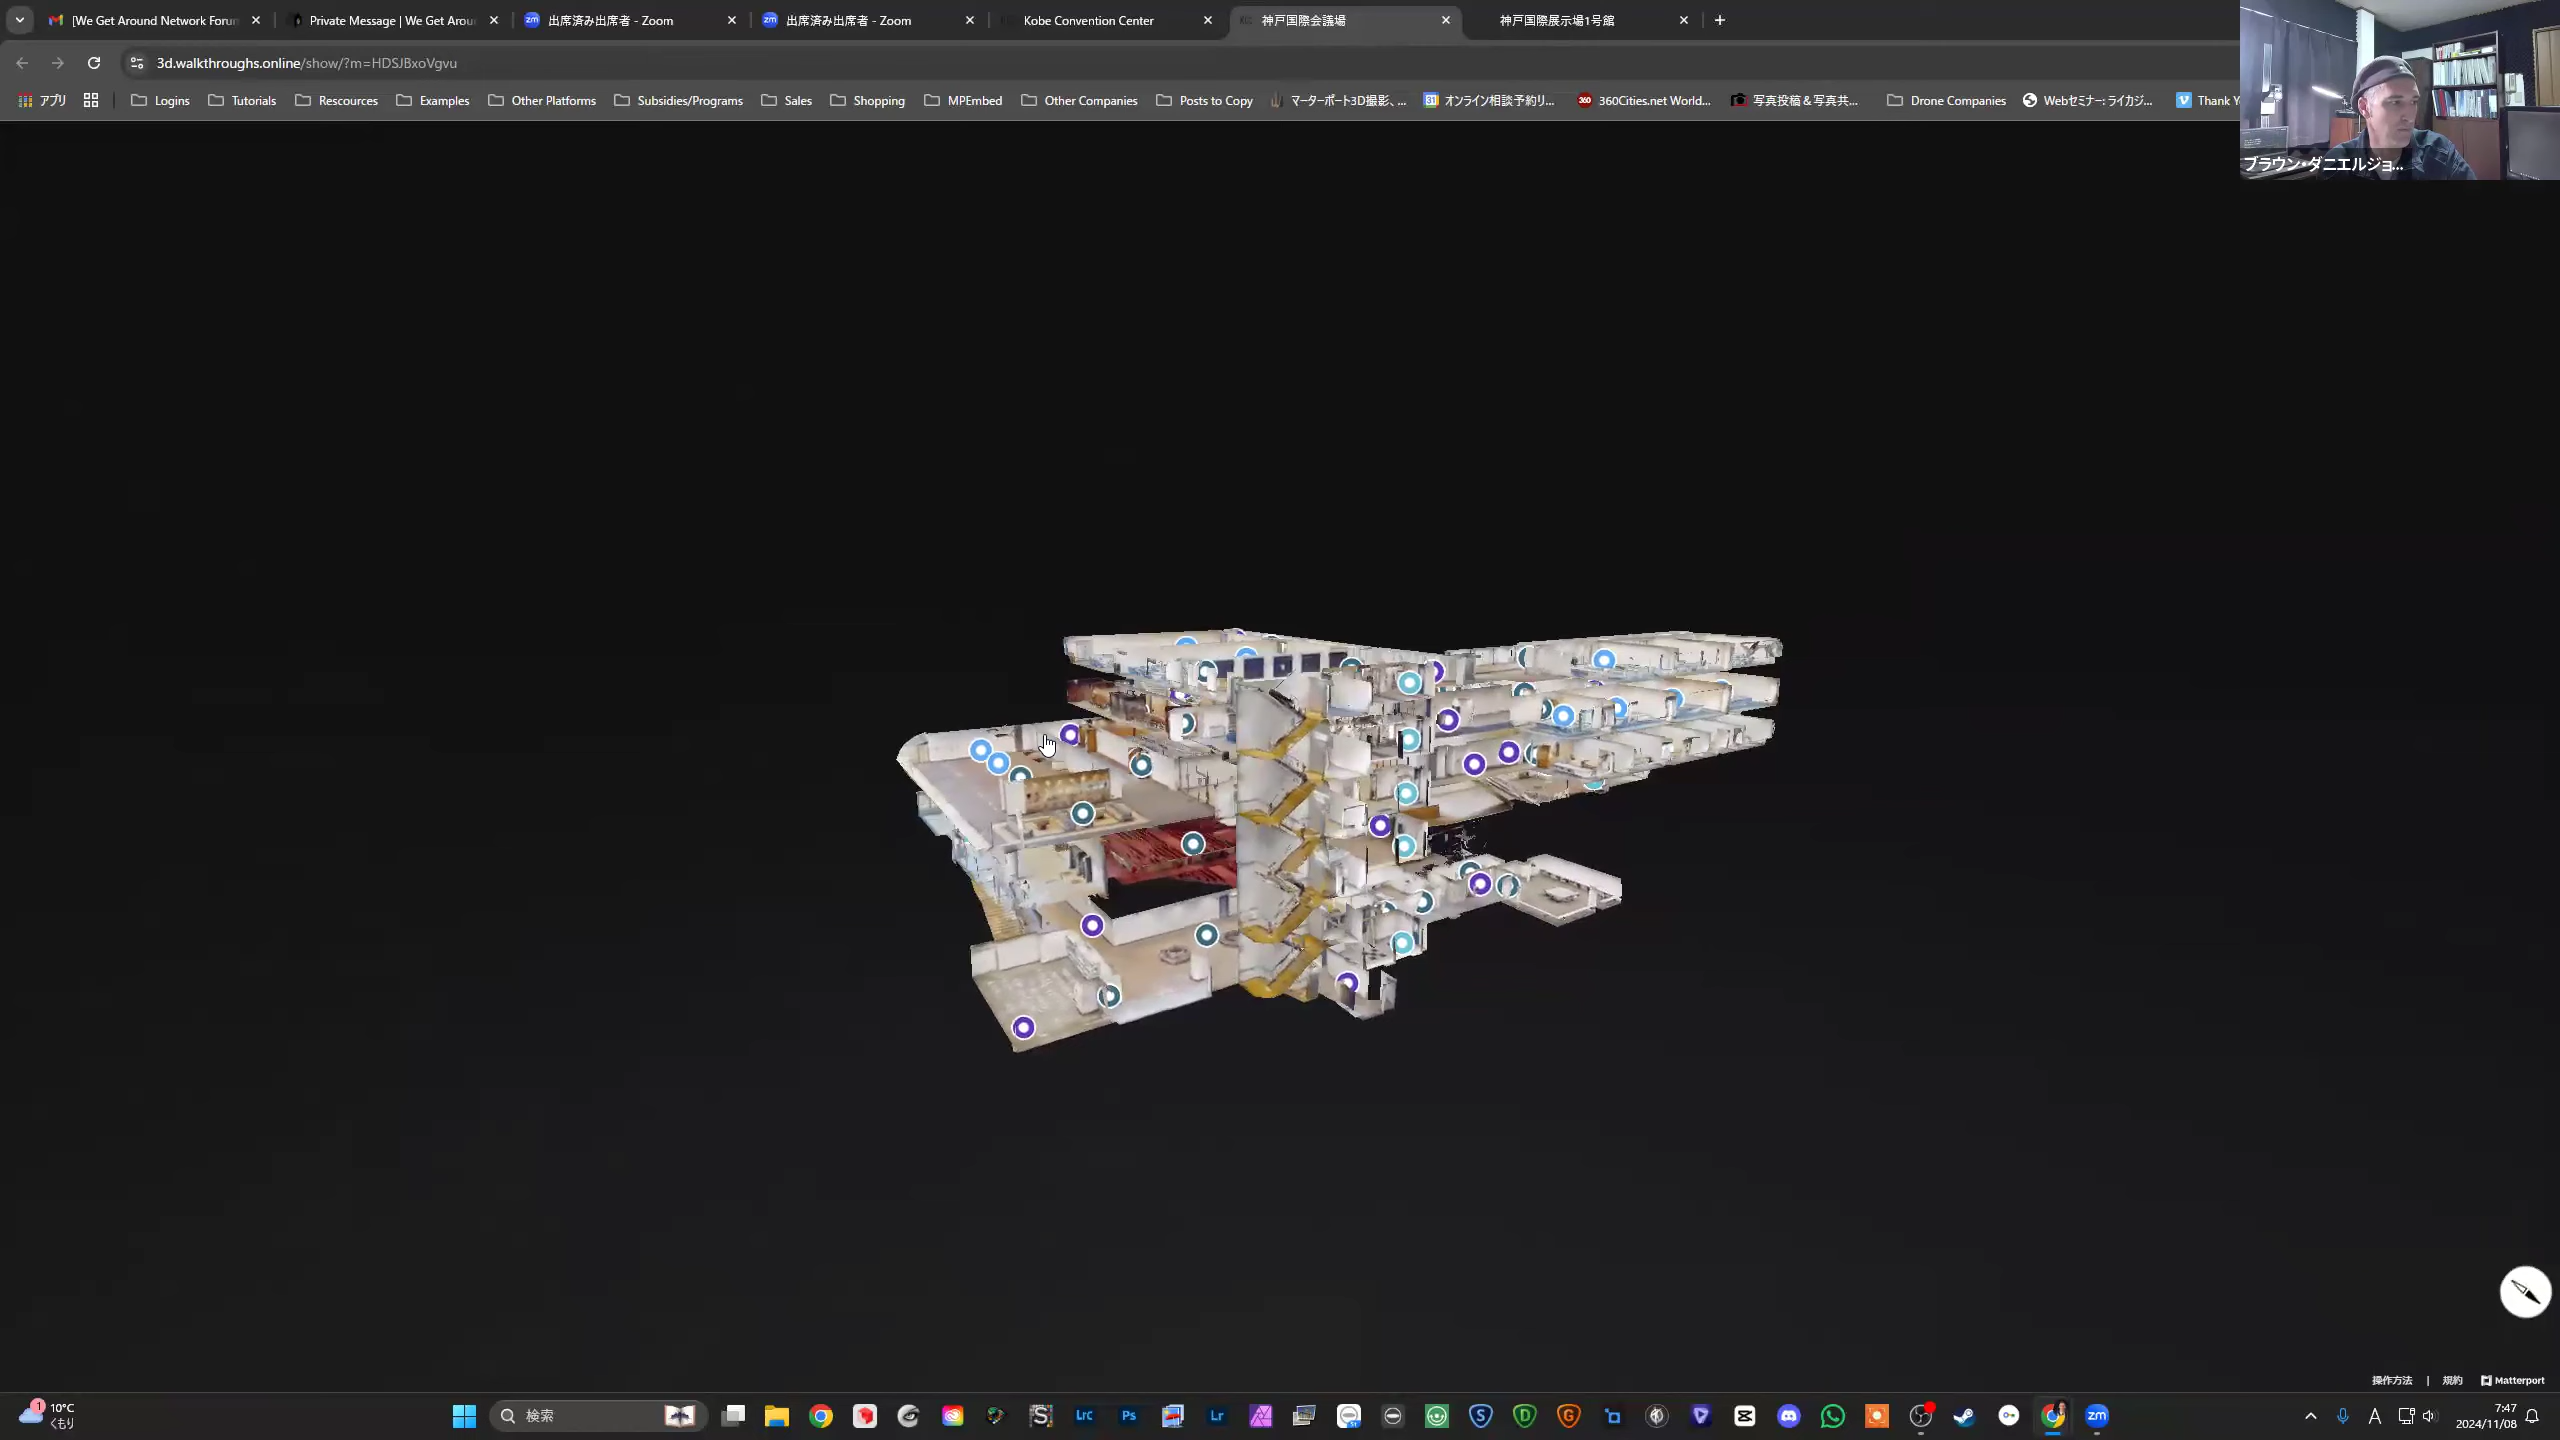 [We Get Around Network Forum
Private Message | We Get Arou
出席済み出席者 - Zoom
出席済み出席者 - Zoom
Kobe Convention Center
神戸国際会議場
神戸国際展示場1号館
3d.walkthroughs.online/show/?m=HDSJBxoVgvu
アプリ
Logins
Tutorials
Rescources
Examples
Other Platforms
Subsidies/Programs
Sales
Shopping
MPEmbed
Other Companies
Posts to Copy
マーターポート3D撮影、...
オンライン相談予約リ...
360Cities.net World...
写真投稿＆写真共...
Drone Companies
Webセミナー: ライカジ...
Thank Y
ブラウン・ダニエルジョ...
操作方法 | 規約 Matterport
1
10°C
くもり
検索
LrC
Ps
Lr
zm
A
7:47
2024/11/08